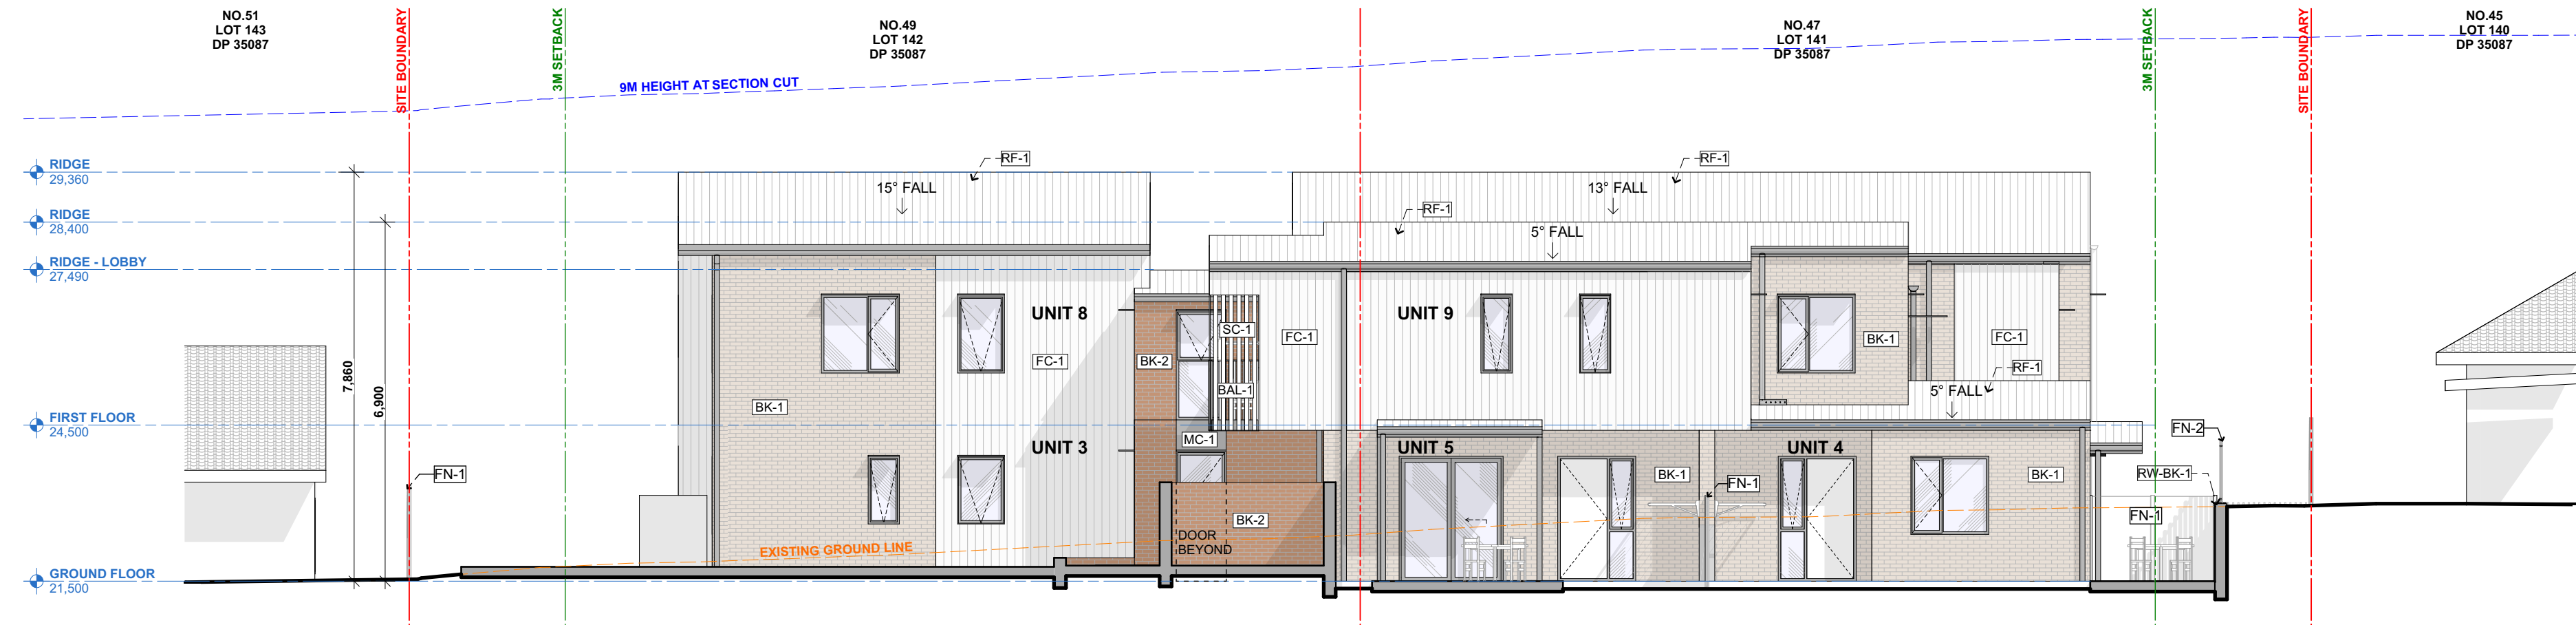 NO.51
LOT 143
DP 35087
SITE BOUNDARY
3M SETBACK
NO.49
LOT 142
DP 35087
NO.47
LOT 141
DP 35087
3M SETBACK
SITE BOUNDARY
NO.45
LOT 140
DP 35087
9M HEIGHT AT SECTION CUT
RIDGE
29,360
RIDGE
28,400
RIDGE - LOBBY
27,490
FIRST FLOOR
24,500
GROUND FLOOR
21,500
7,860
6,900
RF-1
15° FALL
RF-1
13° FALL
RF-1
5° FALL
UNIT 8
UNIT 9
SC-1
FC-1
BK-1
FC-1
FC-1
BK-2
RF-1
BAL-1
5° FALL
BK-1
FN-2
MC-1
UNIT 3
UNIT 5
UNIT 4
FN-1
BK-1
BK-1
RW-BK-1
FN-1
BK-2
FN-1
DOOR
BEYOND
EXISTING GROUND LINE